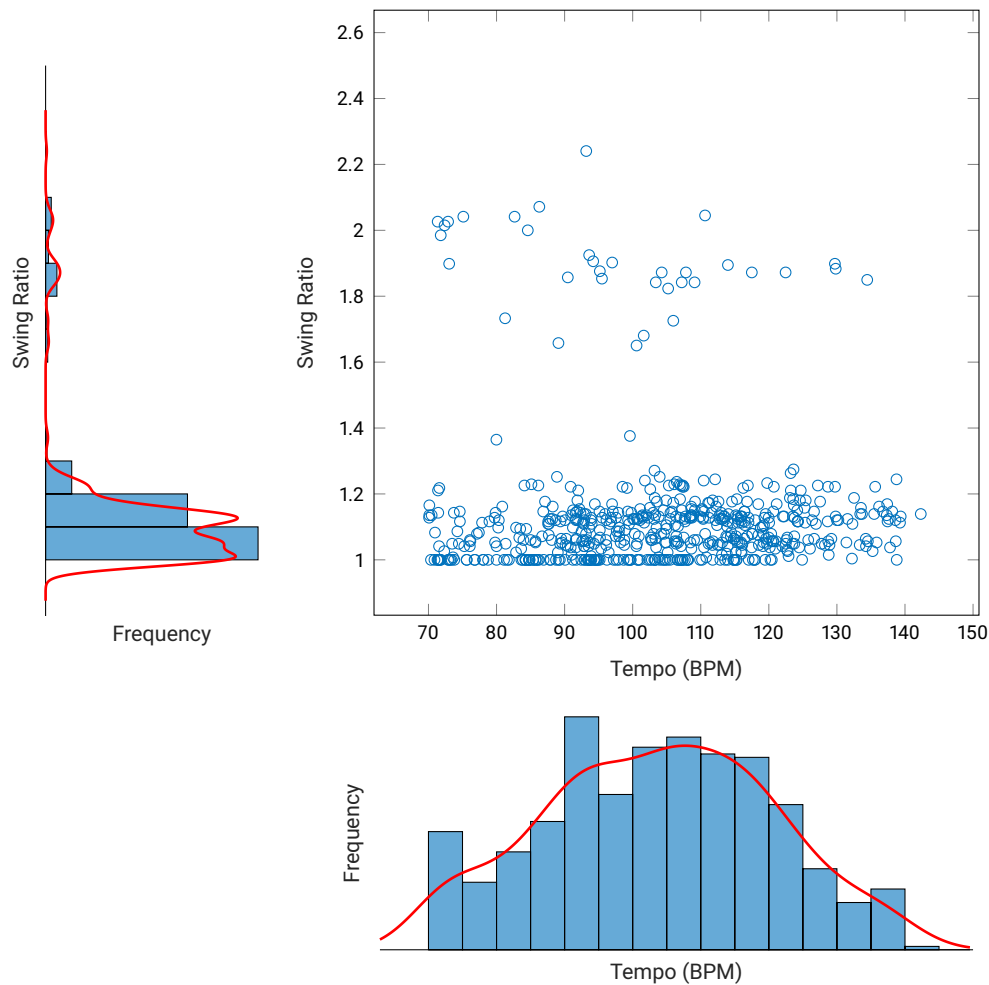 2.6
2.4
2.2
2
1.8
1.6
1.4
1.2
1
Swing Ratio
Swing Ratio
Frequency
70 80 90 100 110 120 130 140 150
Tempo (BPM)
Frequency
Tempo (BPM)